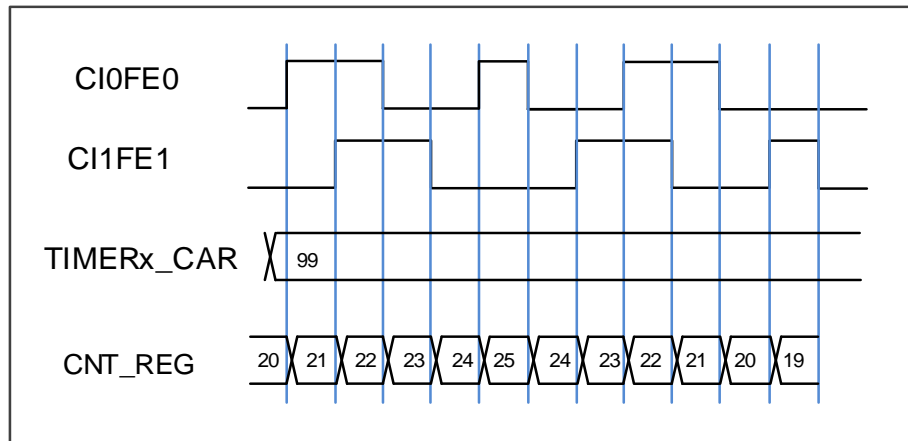 CI0FE0
CI1FE1
TIMERx_CAR 99
CNT_REG 20 21 22 23 24 25 24 23 22 21 20 19